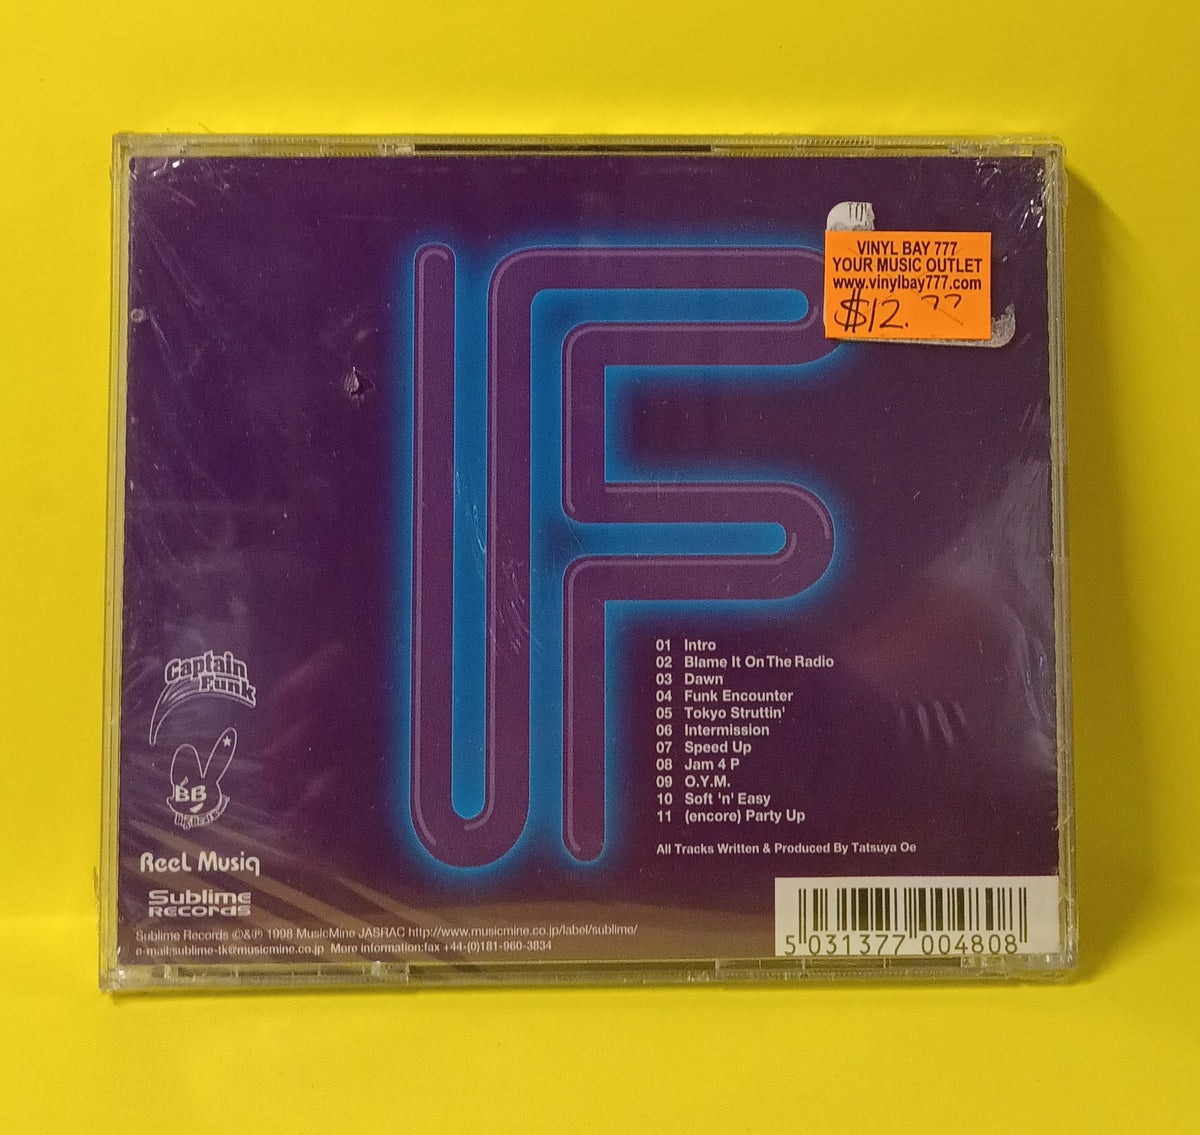 TO
VINYL BAY 777
YOUR MUSIC OUTLET
www.vinylbay777.com
$12.77
IF
01 Intro
02 Blame It On The Radio
03 Dawn
04 Funk Encounter
05 Tokyo Struttin'
06 Intermission
07 Speed Up
08 Jam 4 P
09 O.Y.M.
10 Soft 'n' Easy
11 (encore) Party Up
All Tracks Written & Produced By Tatsuya Oe
Captain
Funk
BB
Reel Musiq
Sublime
Records
Sublime Records ©&℗ 1998 MusicMine JASRAC http://www.musicmine.co.jp/label/sublime/
e-mail:sublime-tk@musicmine.co.jp More information:fax +44-(0)181-960-3834
5 031377 004808